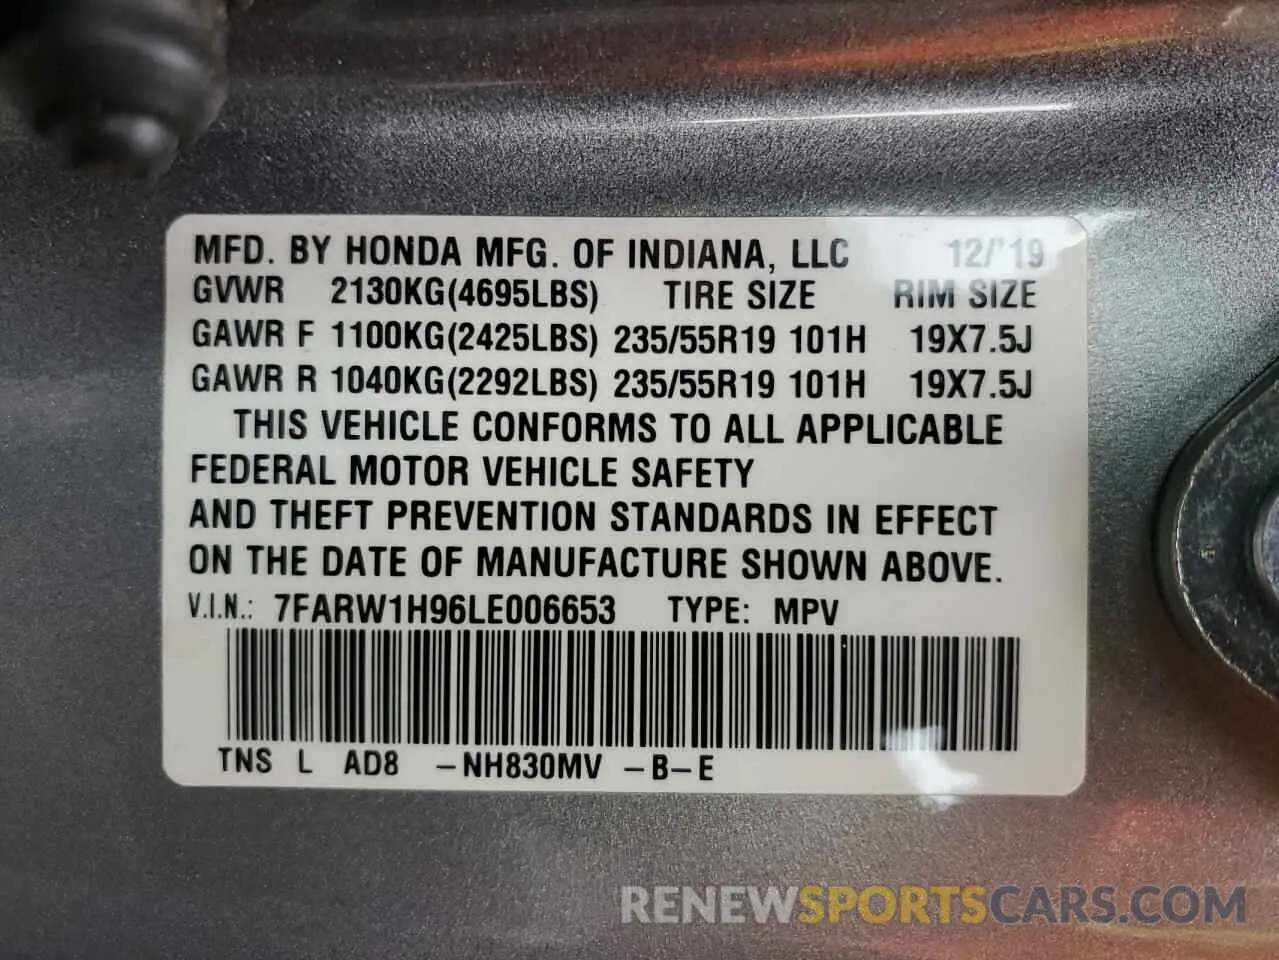 MFD. BY HONDA MFG. OF INDIANA, LLC 12/'19
GVWR 2130KG(4695LBS) TIRE SIZE RIM SIZE
GAWR F 1100KG(2425LBS) 235/55R19 101H 19X7.5J
GAWR R 1040KG(2292LBS) 235/55R19 101H 19X7.5J
THIS VEHICLE CONFORMS TO ALL APPLICABLE
FEDERAL MOTOR VEHICLE SAFETY
AND THEFT PREVENTION STANDARDS IN EFFECT
ON THE DATE OF MANUFACTURE SHOWN ABOVE.
V.I.N.: 7FARW1H96LE006653 TYPE: MPV
TNS L AD8 -NH830MV -B-E
RENEWSPORTSCARS.COM